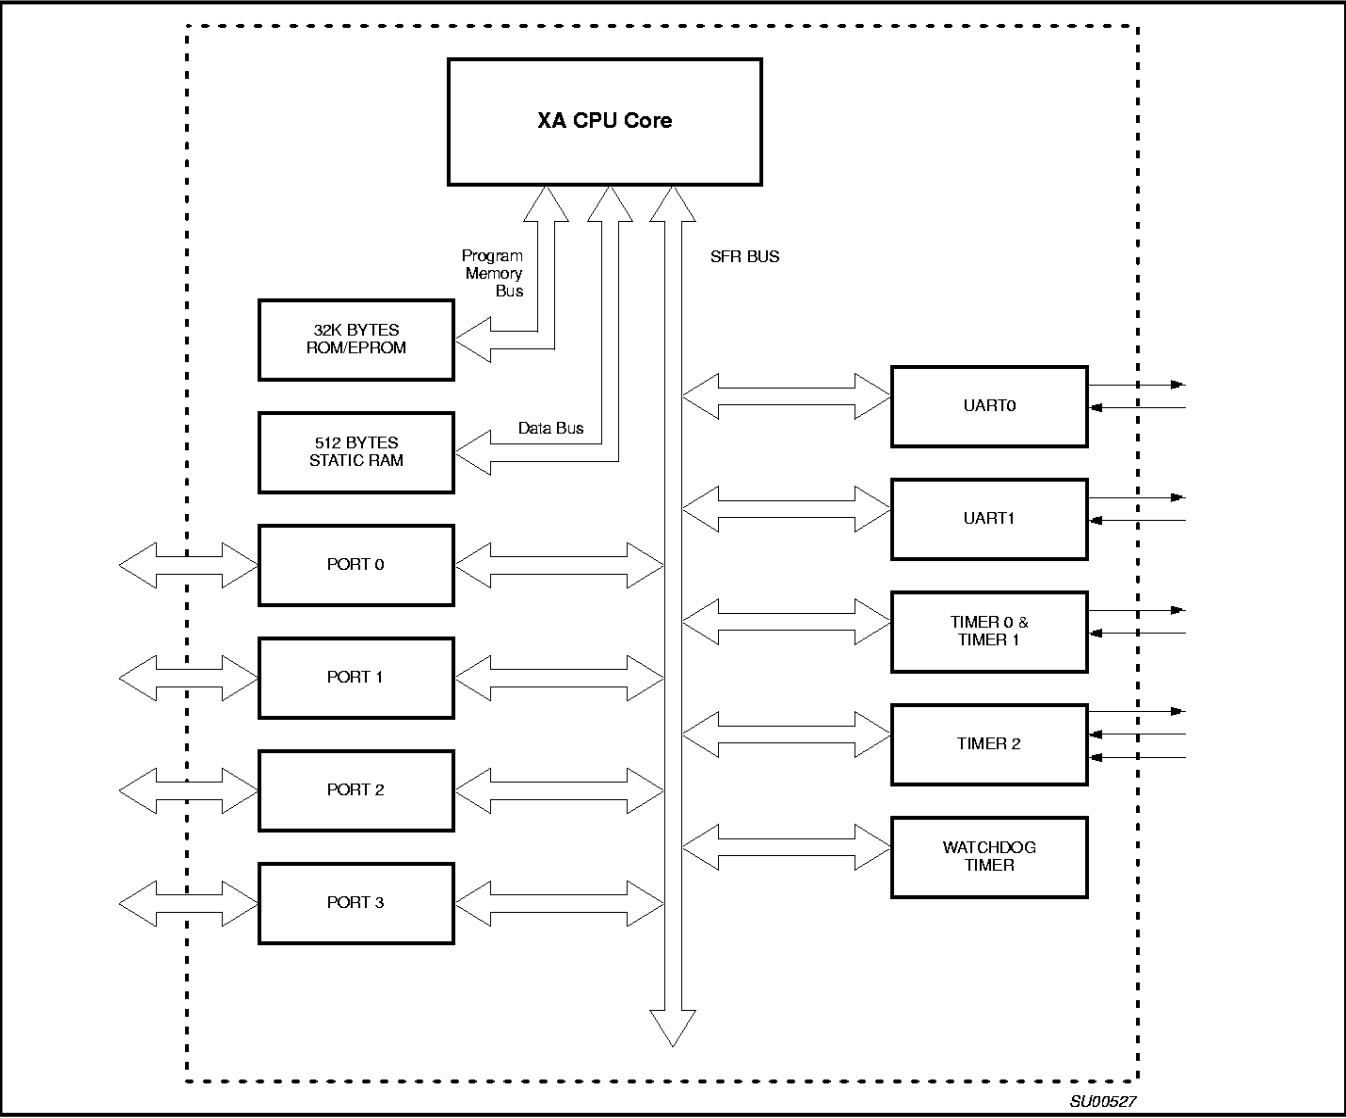 XA CPU Core
Program
Memory
Bus
SFR BUS
32K BYTES
ROM/EPROM
Data Bus
512 BYTES
STATIC RAM
PORT 0
PORT 1
PORT 2
PORT 3
UART0
UART1
TIMER 0 &
TIMER 1
TIMER 2
WATCHDOG
TIMER
SU00527